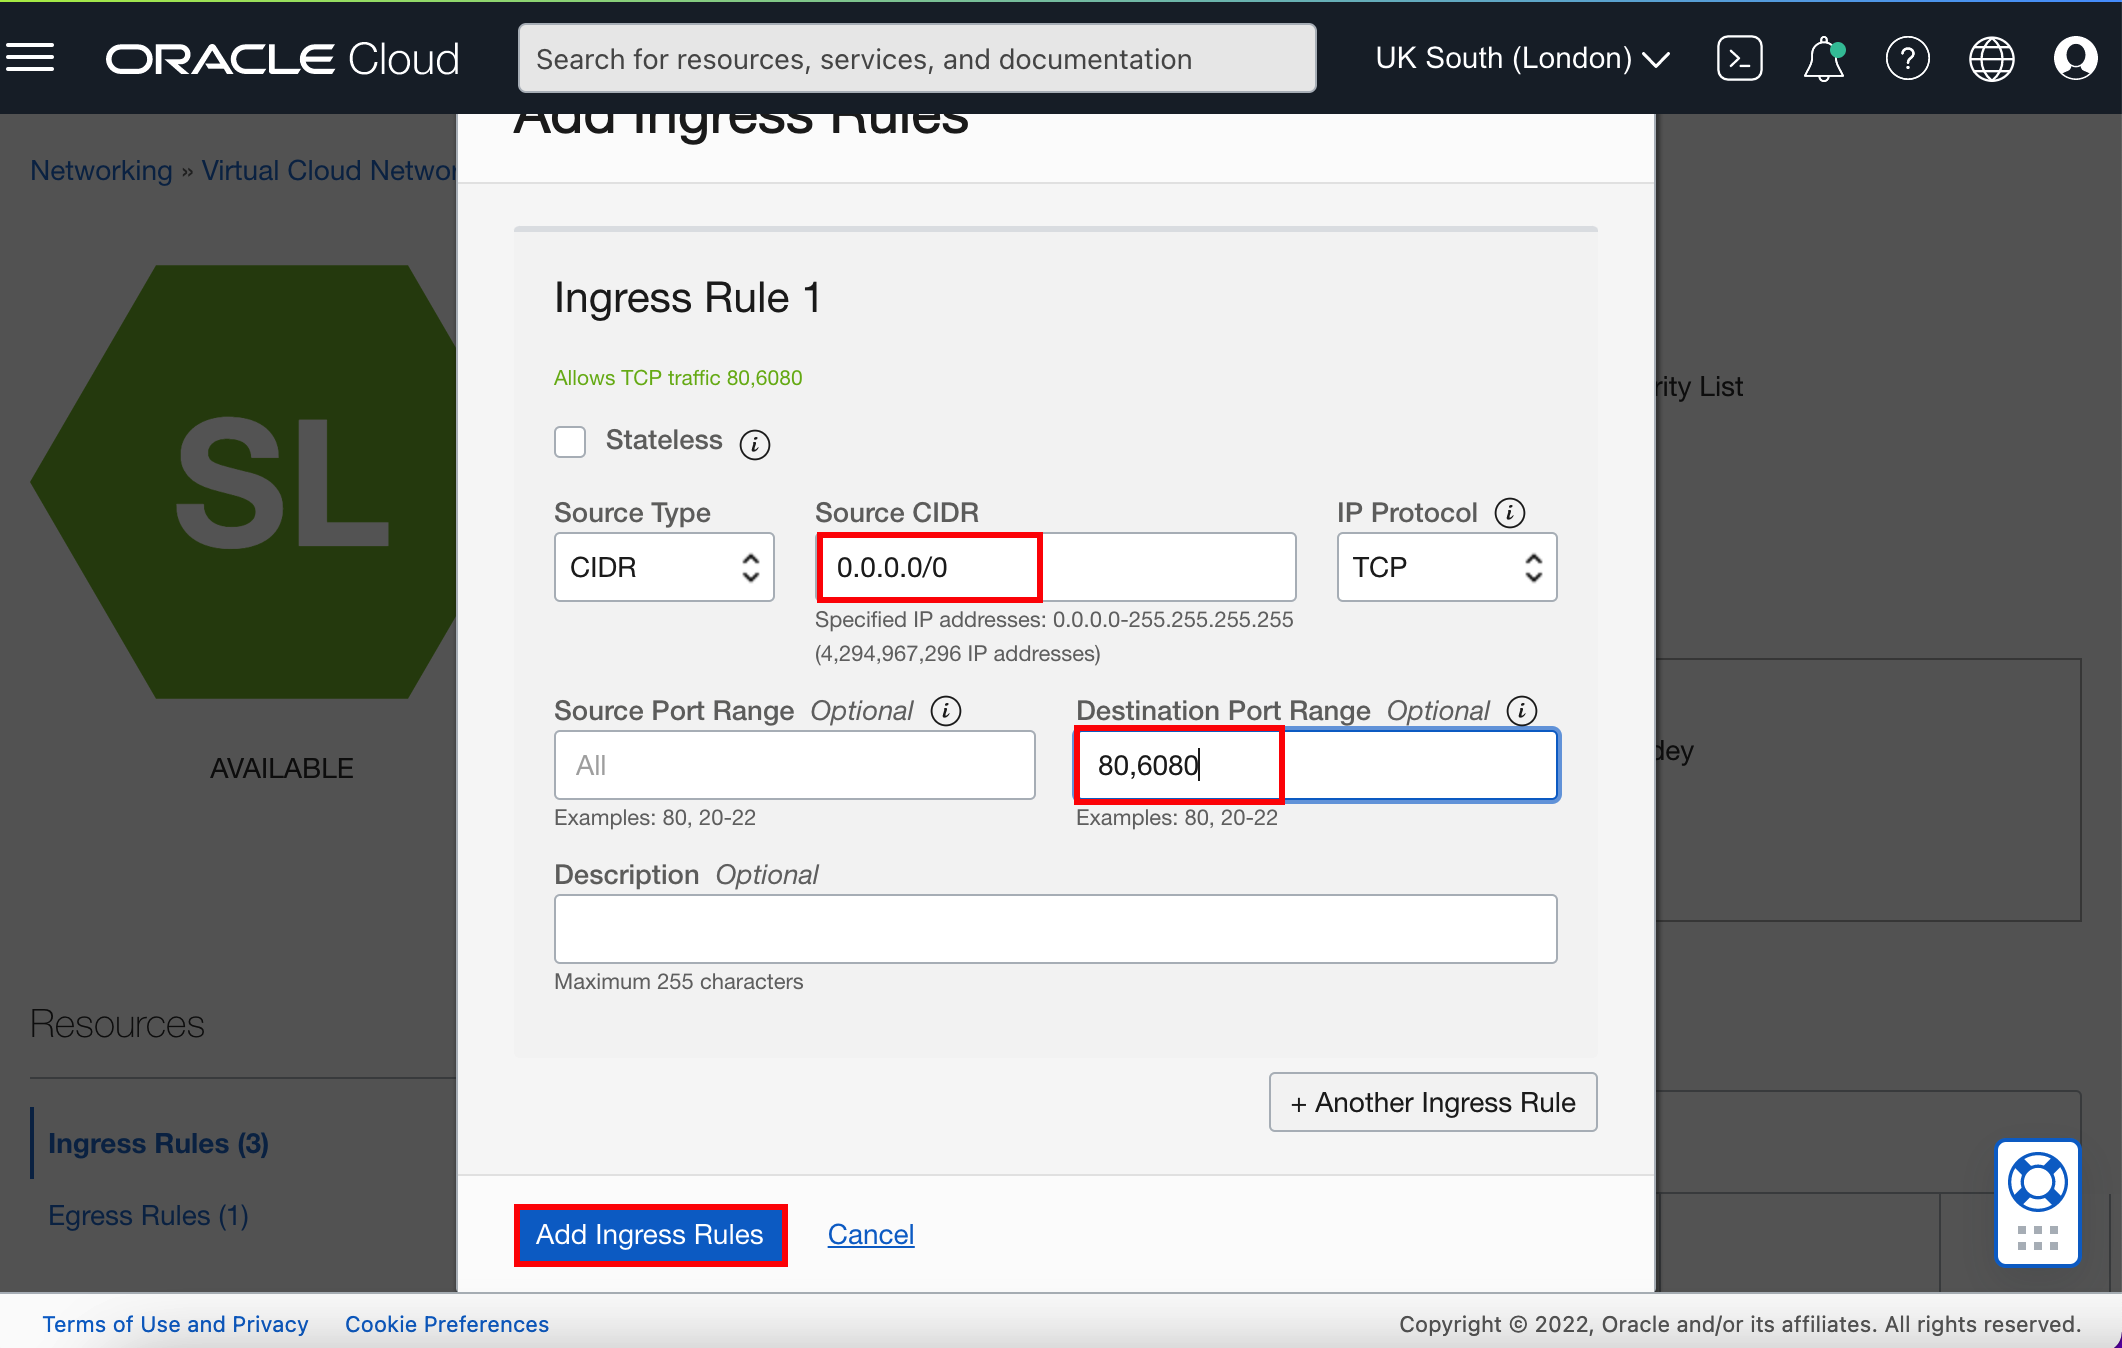 ORACLE Cloud
Search for resources, services, and documentation
UK South (London)
Add Ingress Rules
Networking » Virtual Cloud Networ
SL
AVAILABLE
Resources
Ingress Rules (3)
Egress Rules (1)
Ingress Rule 1
Allows TCP traffic 80,6080
Stateless
Source Type
CIDR
Source CIDR
0.0.0.0/0
Specified IP addresses: 0.0.0.0-255.255.255.255
(4,294,967,296 IP addresses)
IP Protocol
TCP
Source Port Range Optional
All
Examples: 80, 20-22
Destination Port Range Optional
80,6080
Examples: 80, 20-22
Description Optional
Maximum 255 characters
+ Another Ingress Rule
Add Ingress Rules
Cancel
rity List
dey
Terms of Use and Privacy
Cookie Preferences
Copyright © 2022, Oracle and/or its affiliates. All rights reserved.